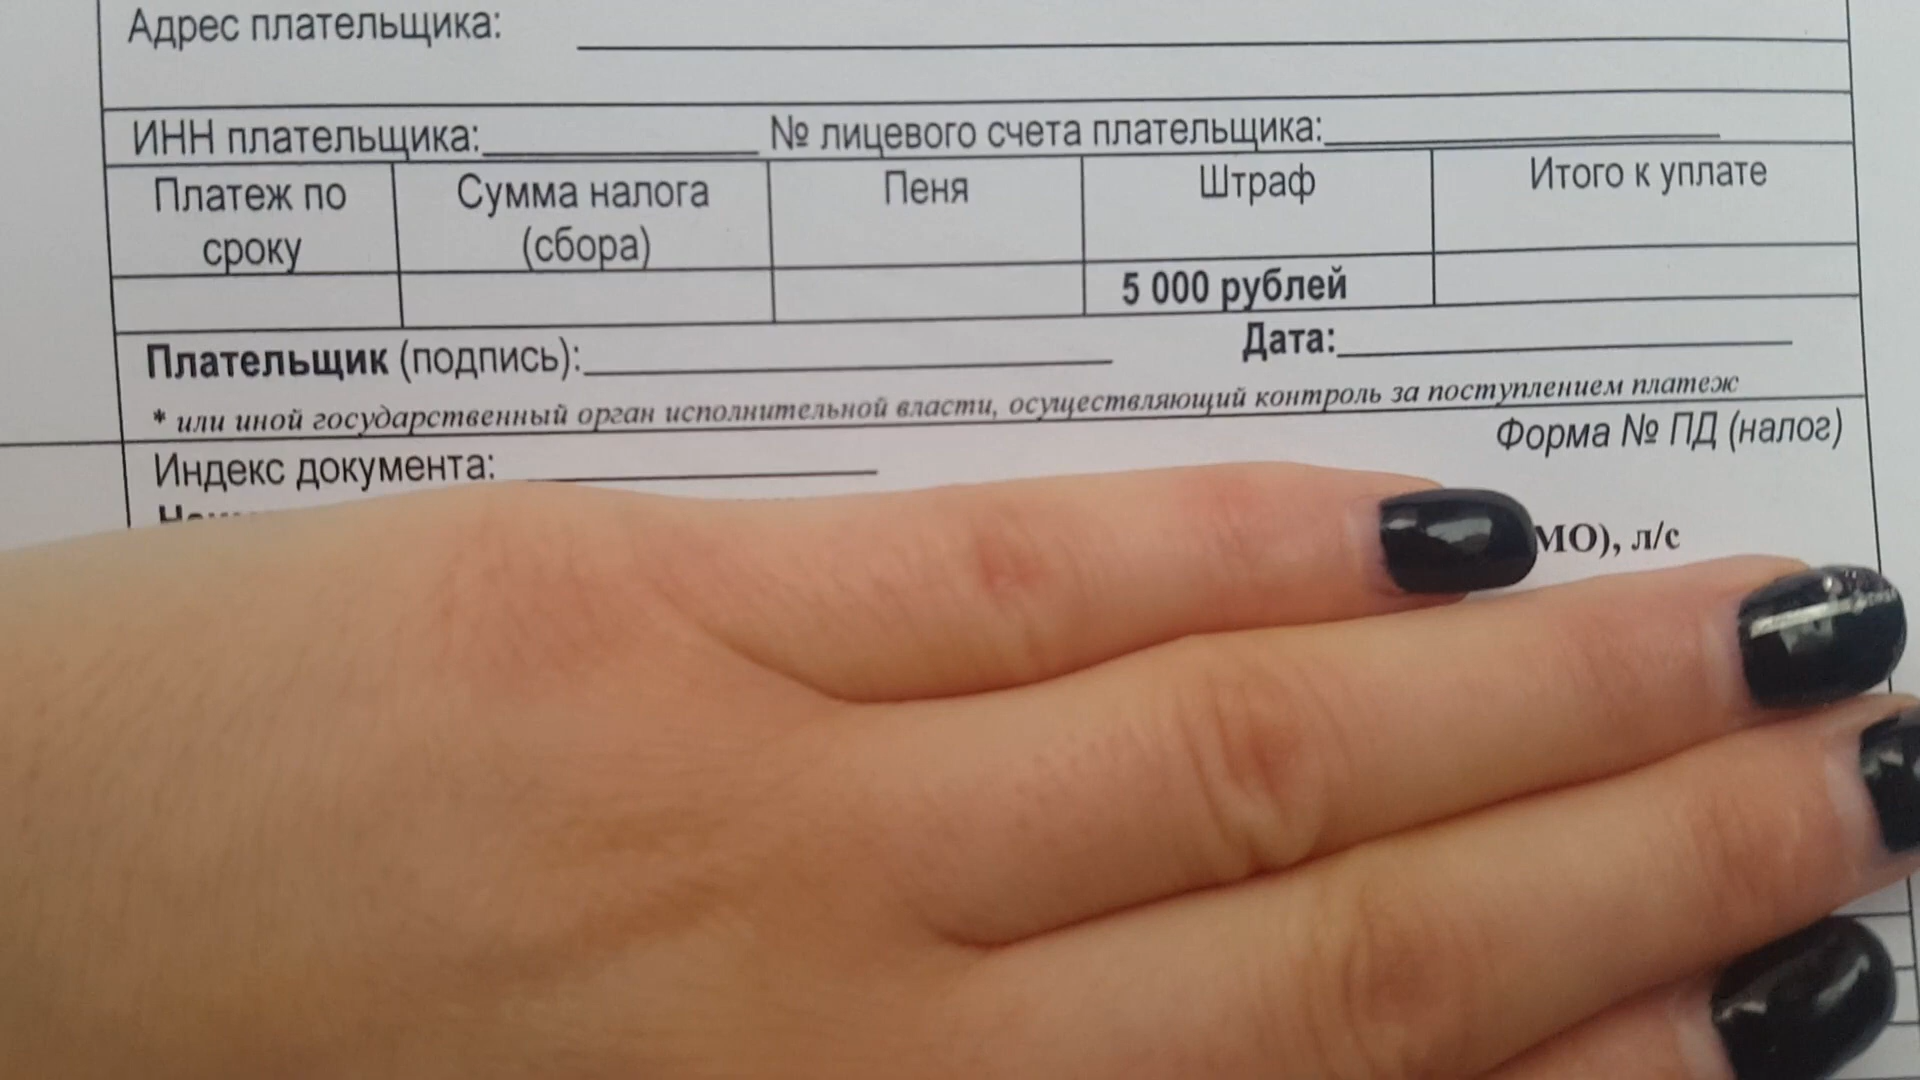 Адрес плательщика:
ИНН плательщика: № лицевого счета плательщика:
Платеж по сроку Сумма налога (сбора) Пеня Штраф Итого к уплате
5 000 рублей
Плательщик (подпись): Дата:
* или иной государственный орган исполнительной власти, осуществляющий контроль за поступлением платеж
Форма № ПД (налог)
Индекс документа:
МО), л/с